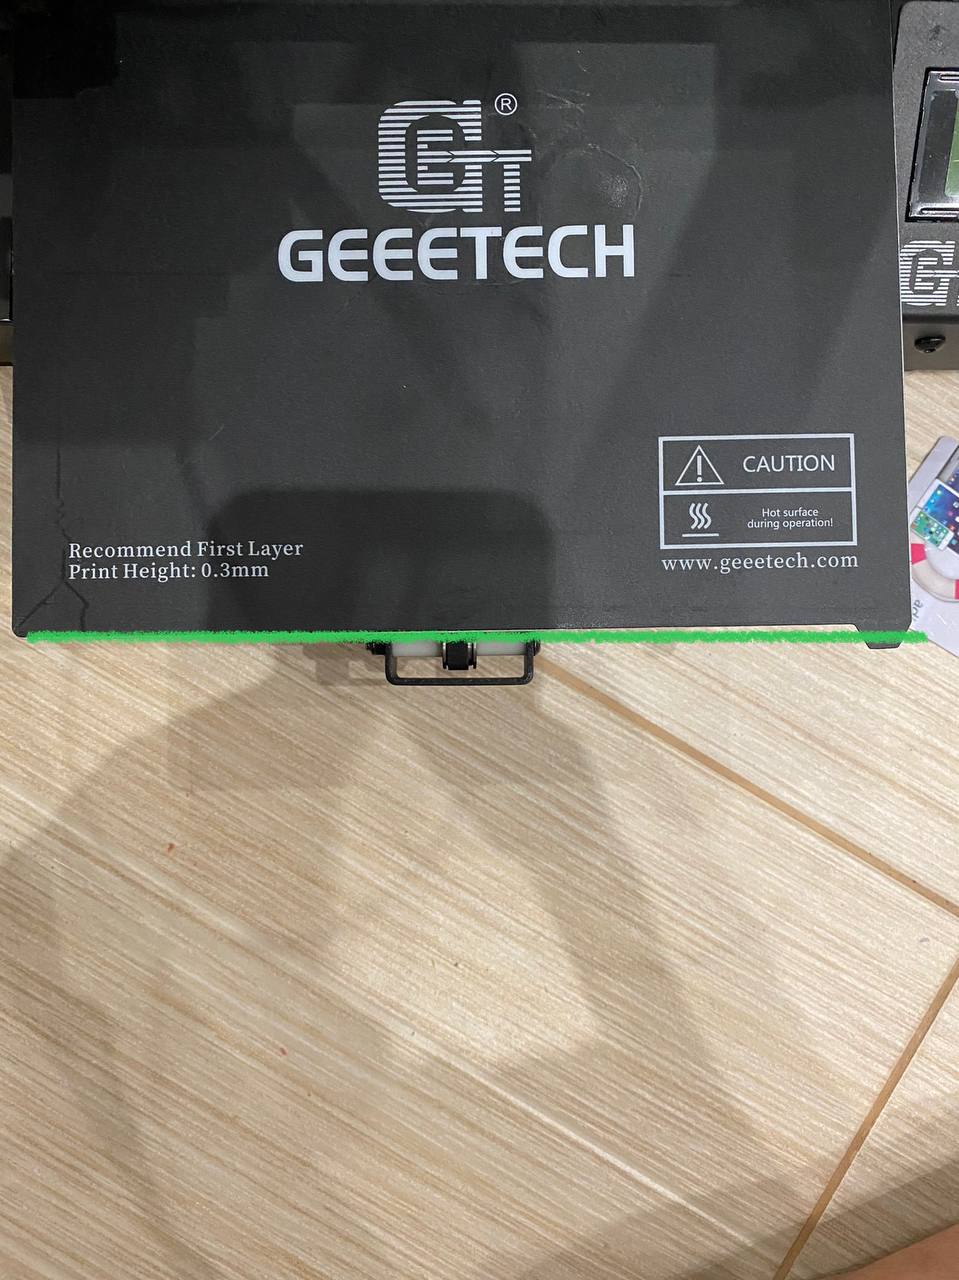 ®
GEEETECH
CAUTION
Hot surface
during operation!
Recommend First Layer
Print Height: 0.3mm
www.geeetech.com